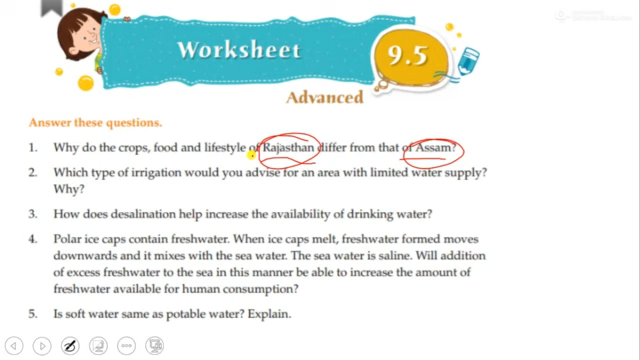 Worksheet 9.5
Advanced
Answer these questions.
1. Why do the crops, food and lifestyle of Rajasthan differ from that of Assam?
2. Which type of irrigation would you advise for an area with limited water supply?
Why?
3. How does desalination help increase the availability of drinking water?
4. Polar ice caps contain freshwater. When ice caps melt, freshwater formed moves
downwards and it mixes with the sea water. The sea water is saline. Will addition
of excess freshwater to the sea in this manner be able to increase the amount of
freshwater available for human consumption?
5. Is soft water same as potable water? Explain.